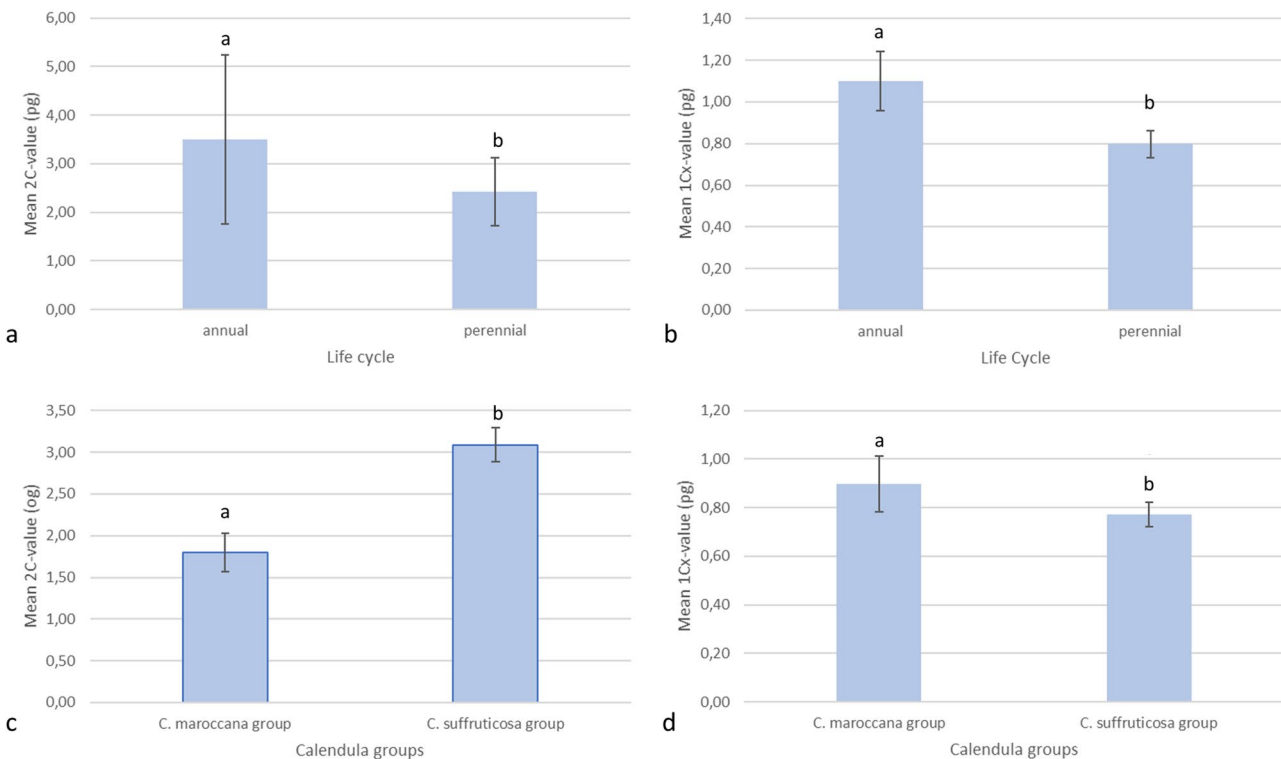 6,00
5,00
4,00
3,00
2,00
1,00
0,00
Mean 2C-value (pg)
a
b
annual
perennial
Life cycle
a
1,40
1,20
1,00
0,80
0,60
0,40
0,20
0,00
Mean 1Cx-value (pg)
a
b
annual
perennial
Life Cycle
b
3,50
3,00
2,50
2,00
1,50
1,00
0,50
0,00
Mean 2C-value (og)
a
b
C. maroccana group
C. suffruticosa group
Calendula groups
c
1,20
1,00
0,80
0,60
0,40
0,20
0,00
Mean 1Cx-value (pg)
a
b
C. maroccana group
C. suffruticosa group
Calendula groups
d